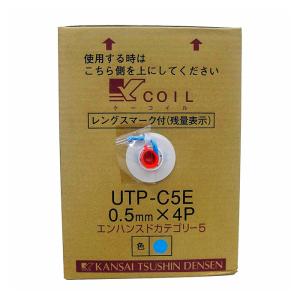 使用する時は
こちら側を上にしてください。
K COIL
ケーコイル
レングスマーク付(残量表示)
UTP-C5E
0.5mm×4P
エンハンスドカテゴリー5
色
KANSAI TSUSHIN DENSEN